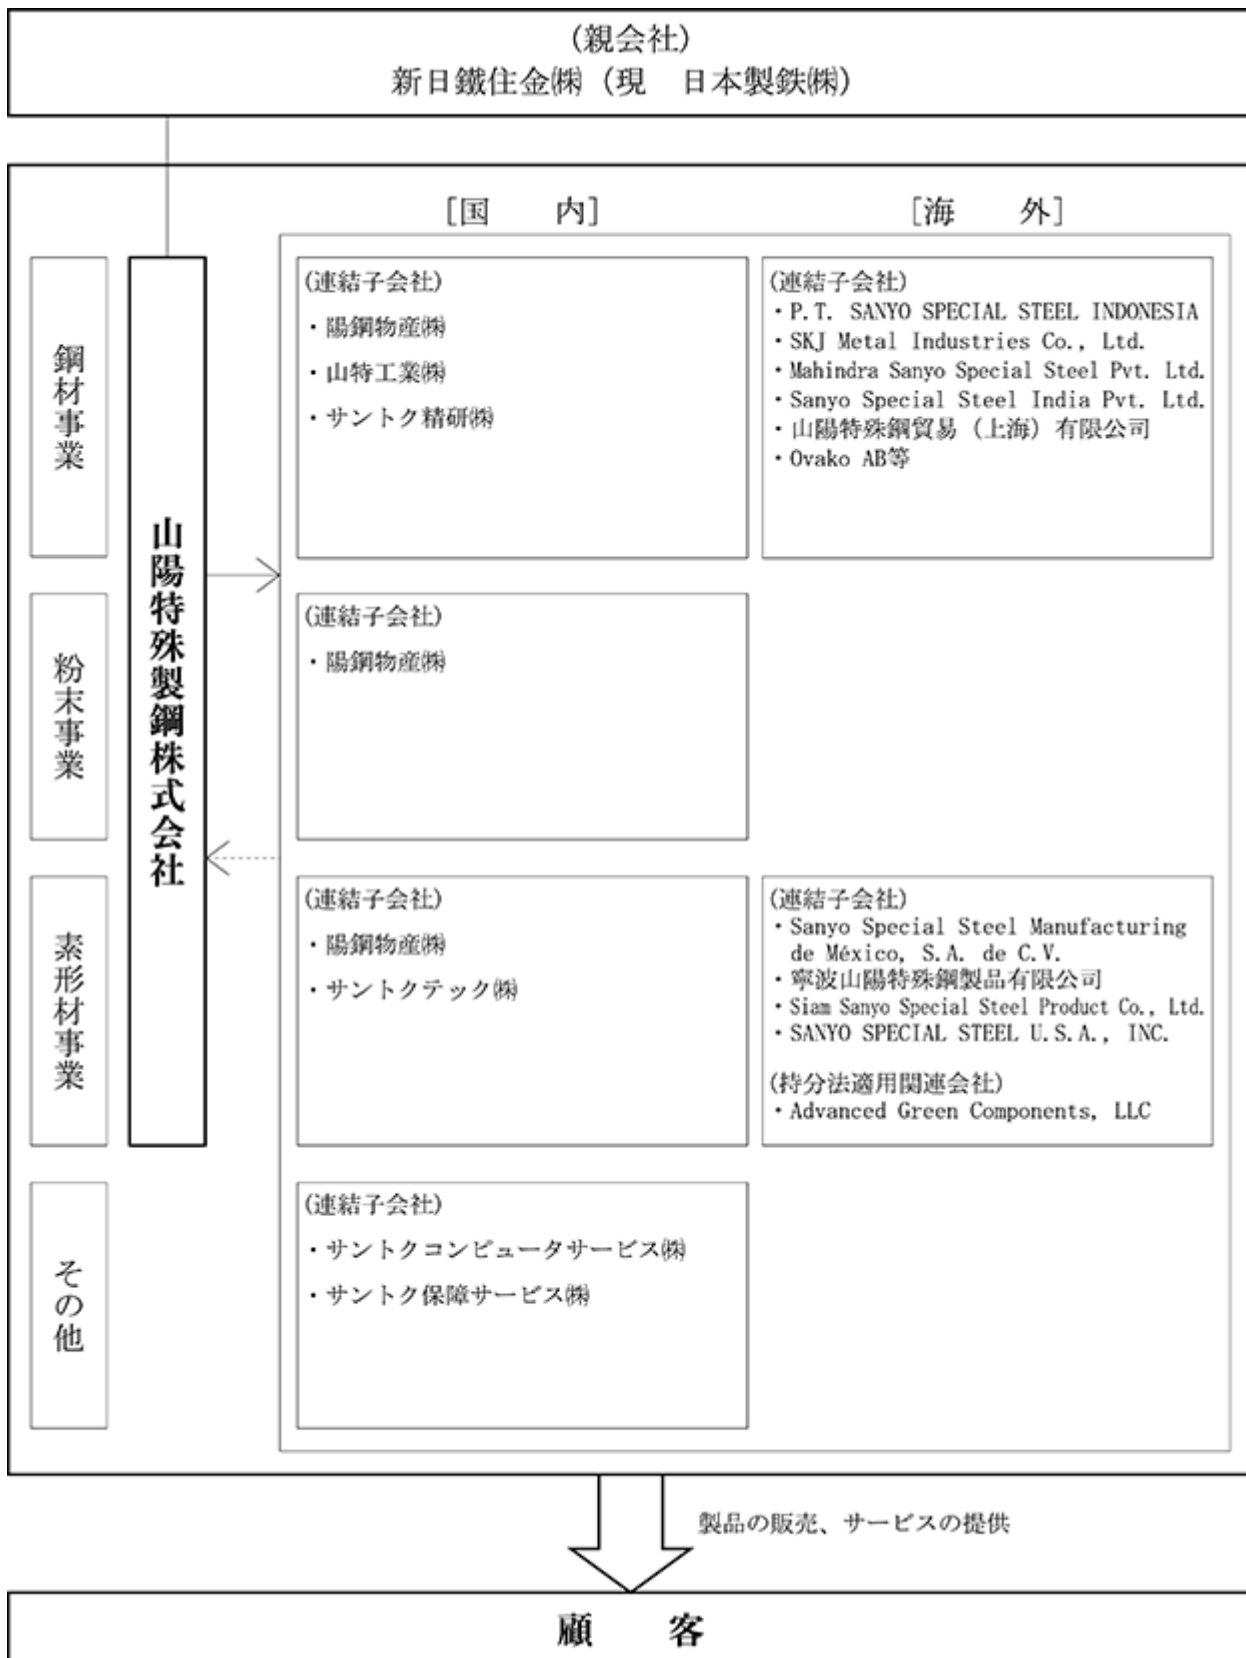 (親会社)
新日鐵住金㈱（現　日本製鉄㈱）
［国　　内］
［海　　外］
鋼材事業
山陽特殊製鋼株式会社
(連結子会社)
・陽鋼物産㈱
・山特工業㈱
・サントク精研㈱
(連結子会社)
・P.T. SANYO SPECIAL STEEL INDONESIA
・SKJ Metal Industries Co., Ltd.
・Mahindra Sanyo Special Steel Pvt. Ltd.
・Sanyo Special Steel India Pvt. Ltd.
・山陽特殊鋼貿易（上海）有限公司
・Ovako AB等
粉末事業
(連結子会社)
・陽鋼物産㈱
素形材事業
(連結子会社)
・陽鋼物産㈱
・サントクテック㈱
(連結子会社)
・Sanyo Special Steel Manufacturing
de México, S.A. de C.V.
・寧波山陽特殊鋼製品有限公司
・Siam Sanyo Special Steel Product Co., Ltd.
・SANYO SPECIAL STEEL U.S.A., INC.
(持分法適用関連会社)
・Advanced Green Components, LLC
その他
(連結子会社)
・サントクコンピュータサービス㈱
・サントク保障サービス㈱
製品の販売、サービスの提供
顧　　客